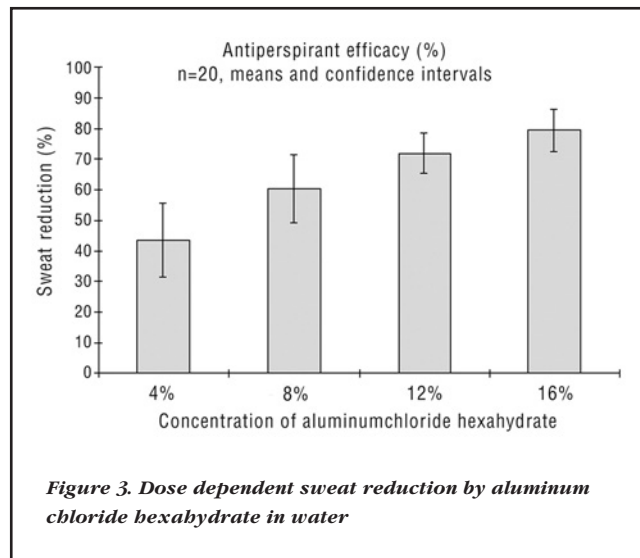 Antiperspirant efficacy (%)
n=20, means and confidence intervals
100
90
80
70
60
50
40
30
20
10
0
Sweat reduction (%)
4% 8% 12% 16%
Concentration of aluminumchloride hexahydrate
Figure 3. Dose dependent sweat reduction by aluminum
chloride hexahydrate in water